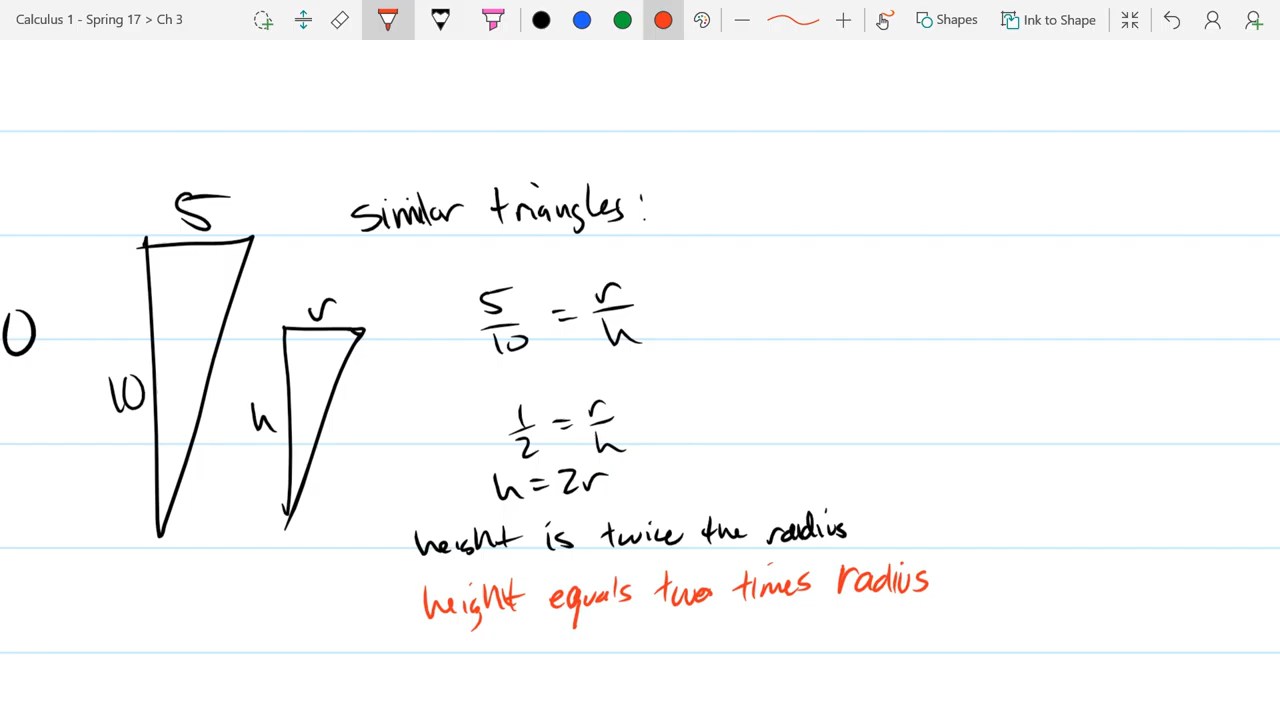 Calculus 1 - Spring 17 > Ch 3
Shapes
Ink to Shape
5
similar triangles:
5/10 = r/h
r
0
10
h
1/2 = r/h
h = 2r
height is twice the radius
height equals two times radius